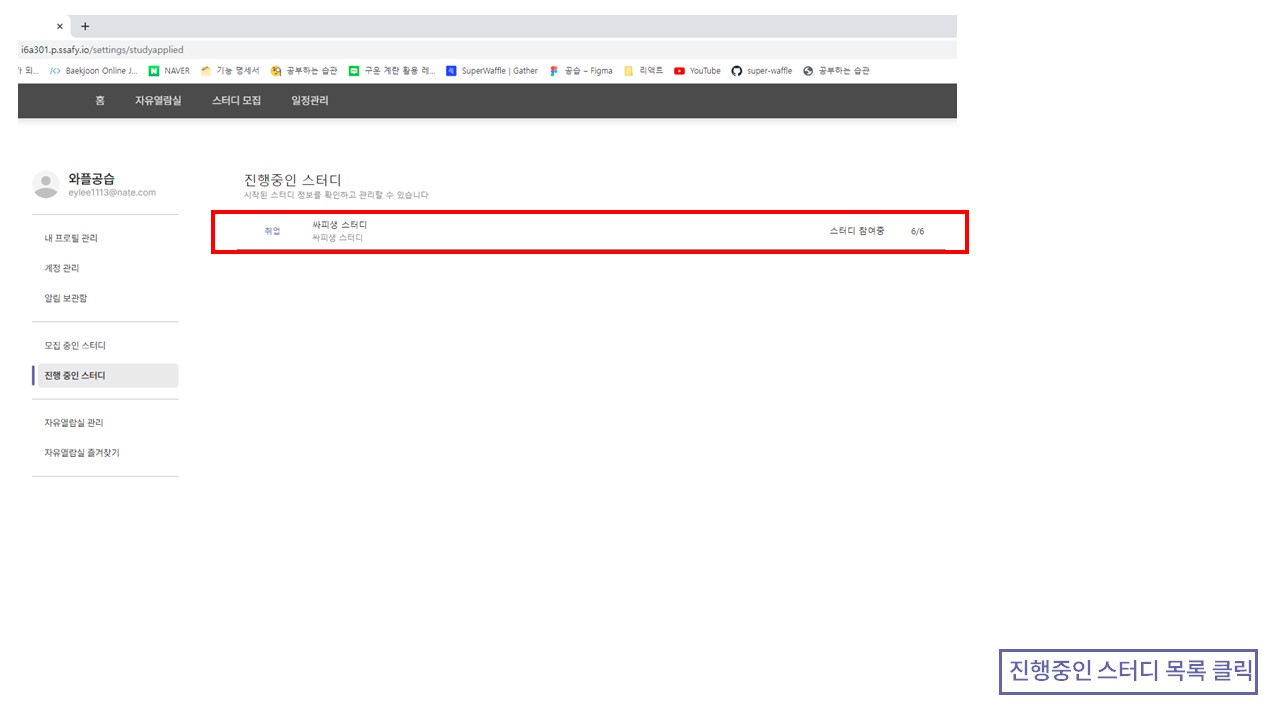 × +
i6a301.p.ssafy.io/settings/studyapplied
되... </> Baekjoon Online J... NAVER 기능 명세서 공부하는 습관 구운 계란 활용 레... SuperWaffle | Gather 공습 – Figma 리액트 YouTube super-waffle 공부하는 습관
홈 자유열람실 스터디 모집 일정관리
와플공습
eylee1113@nate.com
내 프로필 관리
계정 관리
알림 보관함
모집 중인 스터디
진행 중인 스터디
자유열람실 관리
자유열람실 즐겨찾기
진행중인 스터디
시작된 스터디 정보를 확인하고 관리할 수 있습니다
취업 싸피생 스터디 스터디 참여중 6/6
싸피생 스터디
진행중인 스터디 목록 클릭